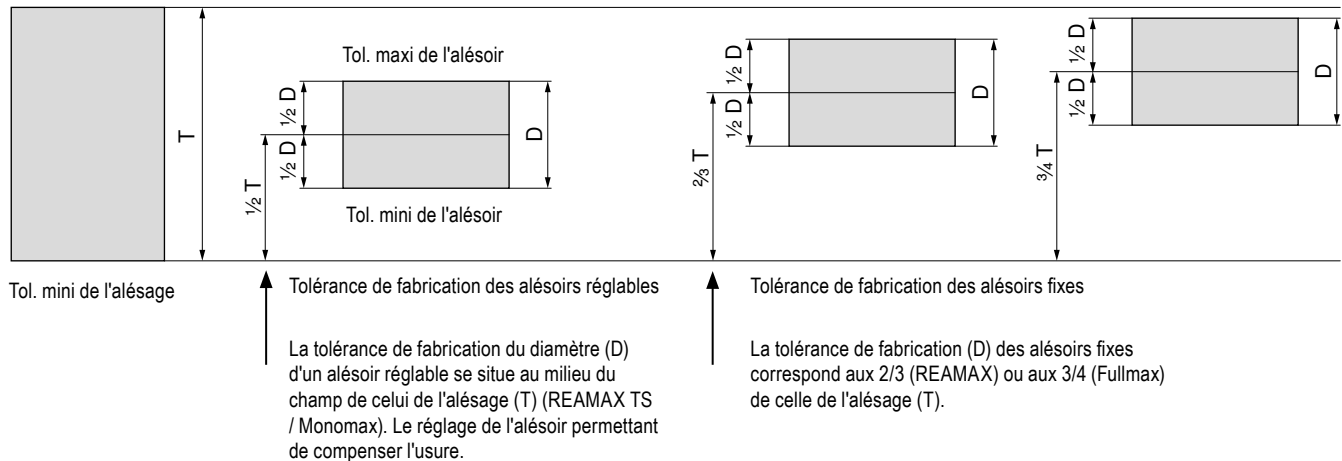 T
½ T
½ D
½ D
Tol. maxi de l'alésoir
D
Tol. mini de l'alésoir
⅔ T
½ D
½ D
D
¾ T
½ D
½ D
D
Tol. mini de l'alésage
Tolérance de fabrication des alésoirs réglables
La tolérance de fabrication du diamètre (D)
d'un alésoir réglable se situe au milieu du
champ de celui de l'alésage (T) (REAMAX TS
/ Monomax). Le réglage de l'alésoir permettant
de compenser l'usure.
Tolérance de fabrication des alésoirs fixes
La tolérance de fabrication (D) des alésoirs fixes
correspond aux 2/3 (REAMAX) ou aux 3/4 (Fullmax)
de celle de l'alésage (T).